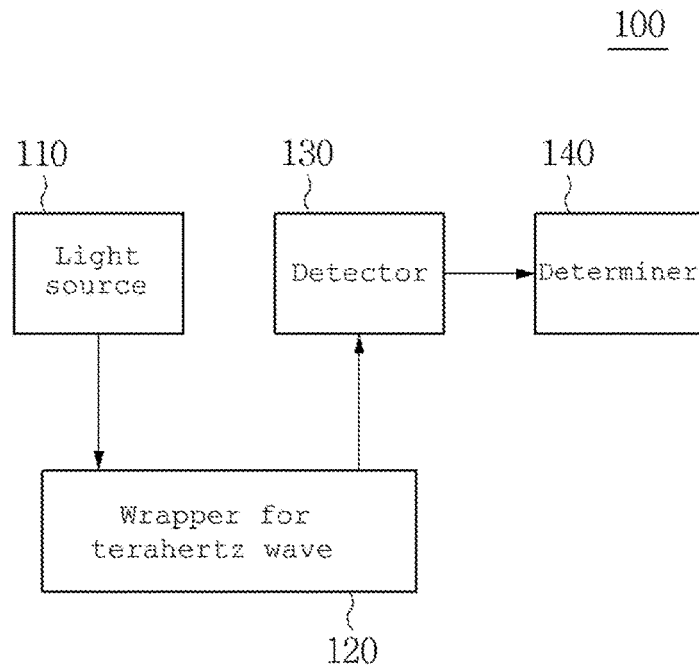 100
110
130
140
Light
source
Detector
Determiner
Wrapper for
terahertz wave
120